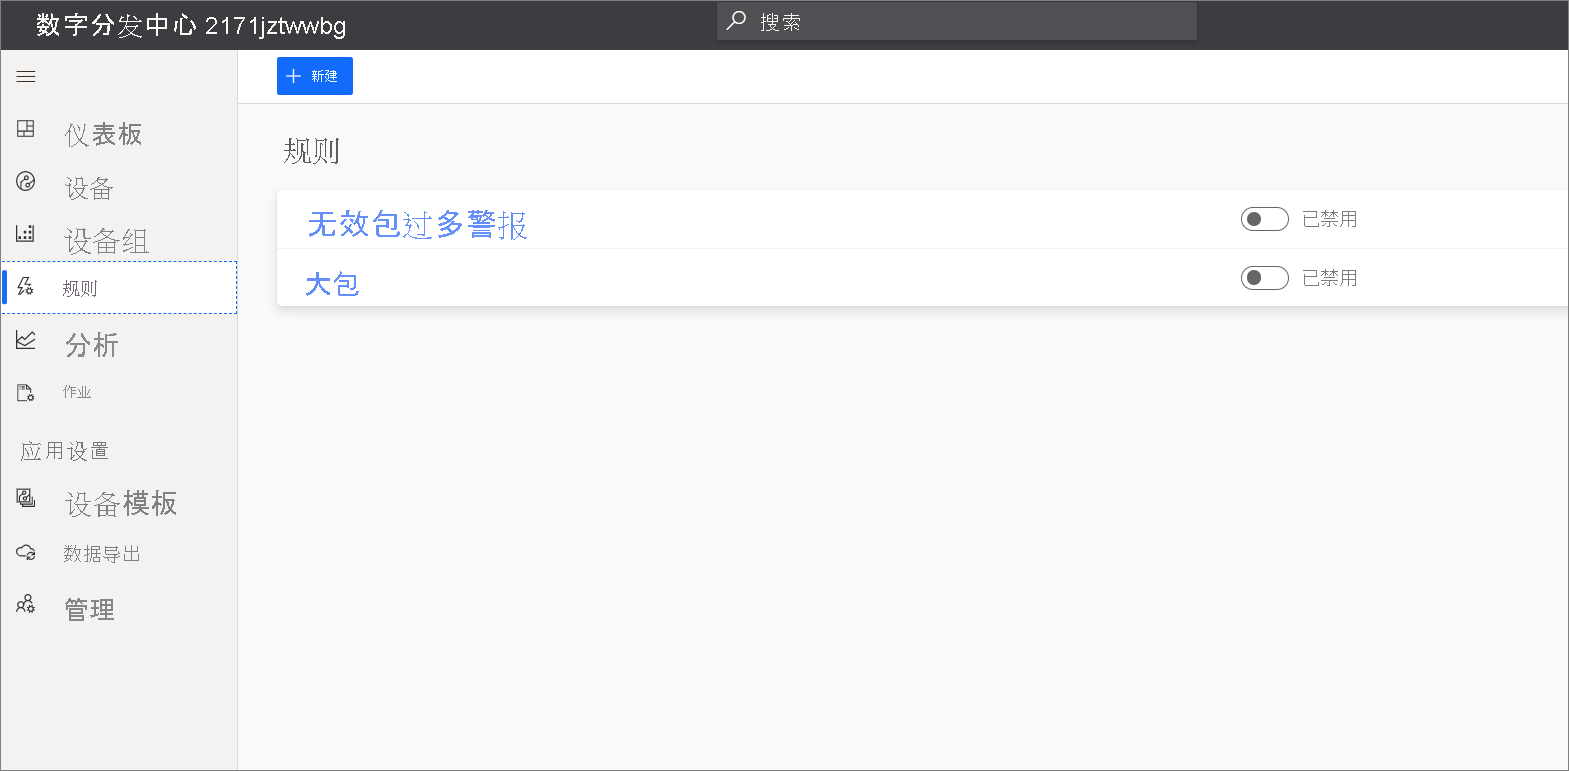 数字分发中心 2171jztwwbg
搜索
新建
仪表板
设备
设备组
规则
分析
作业
应用设置
设备模板
数据导出
管理
规则
无效包过多警报 已禁用
大包 已禁用